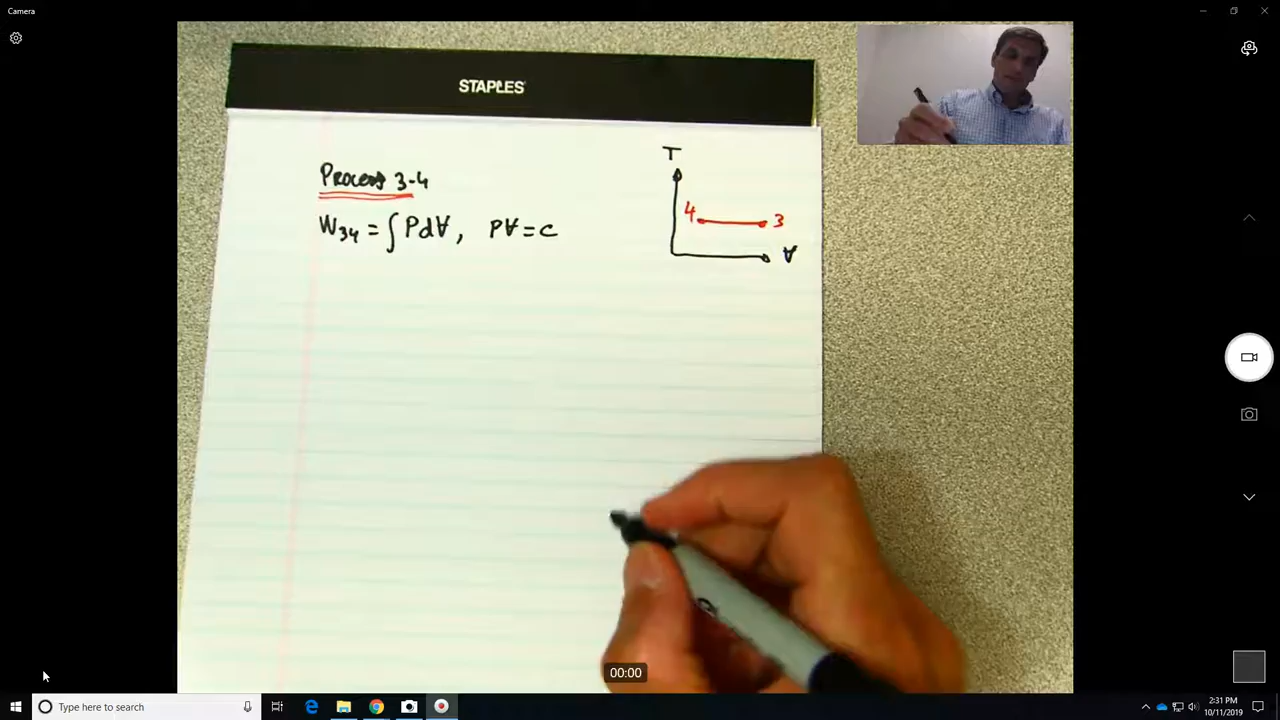 Camera
STAPLES
Process 3-4
W34 = ∫ Pd∀, P∀ = c
T
4
3
∀
00:00
Type here to search
2:31 PM
10/11/2019